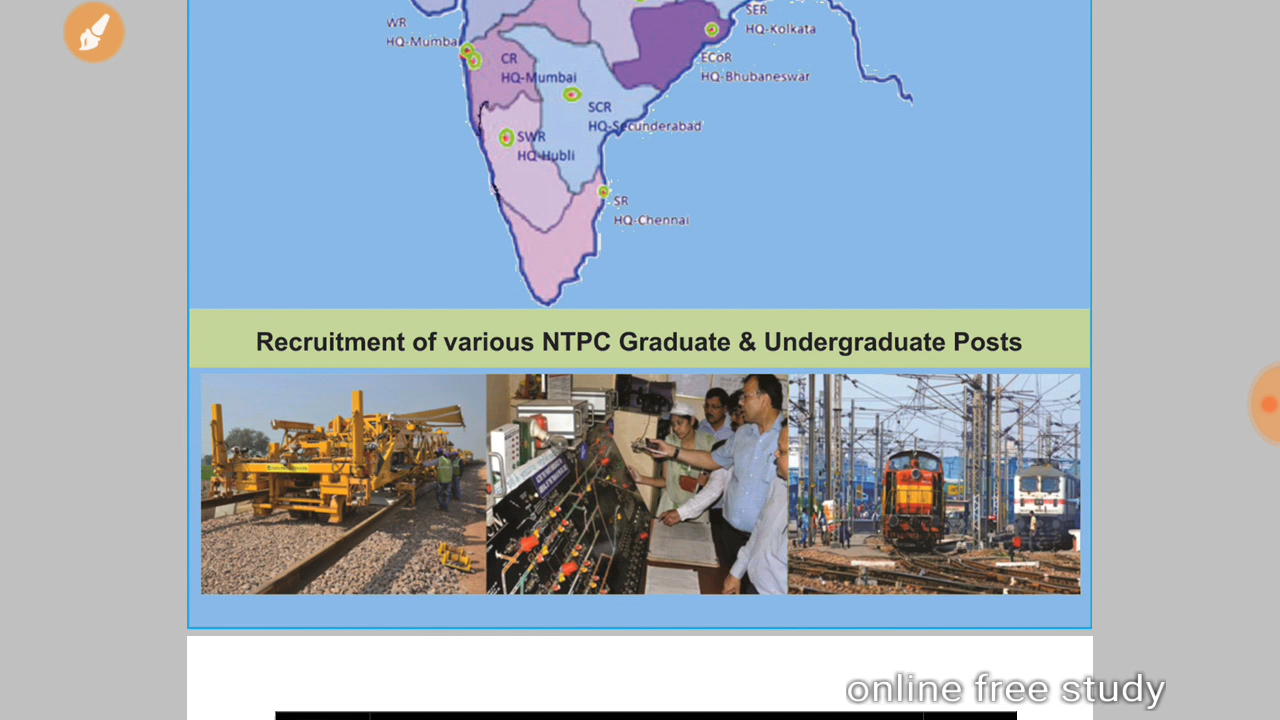 WR
HQ-Mumba
CR
HQ-Mumbai
SCR
HQ-Secunderabad
SWR
HQ-Hubli
SR
HQ-Chennai
SER
HQ-Kolkata
ECoR
HQ-Bhubaneswar
Recruitment of various NTPC Graduate & Undergraduate Posts
online free study